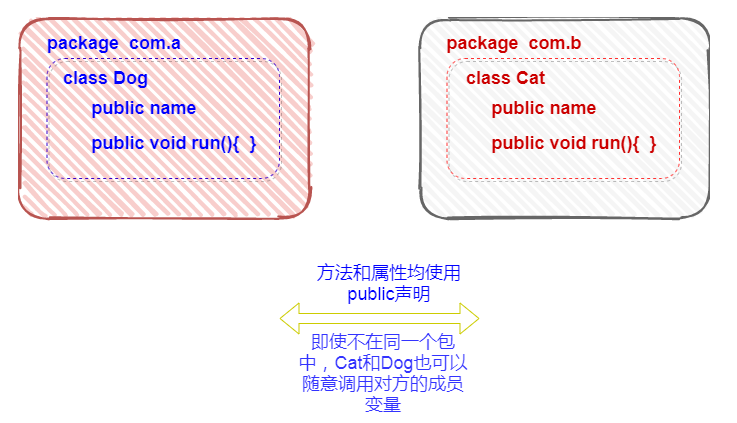 package  com.a
class Dog
public name
public void run(){  }
package  com.b
class Cat
public name
public void run(){  }
方法和属性均使用
public声明
即使不在同一个包
中，Cat和Dog也可以
随意调用对方的成员
变量